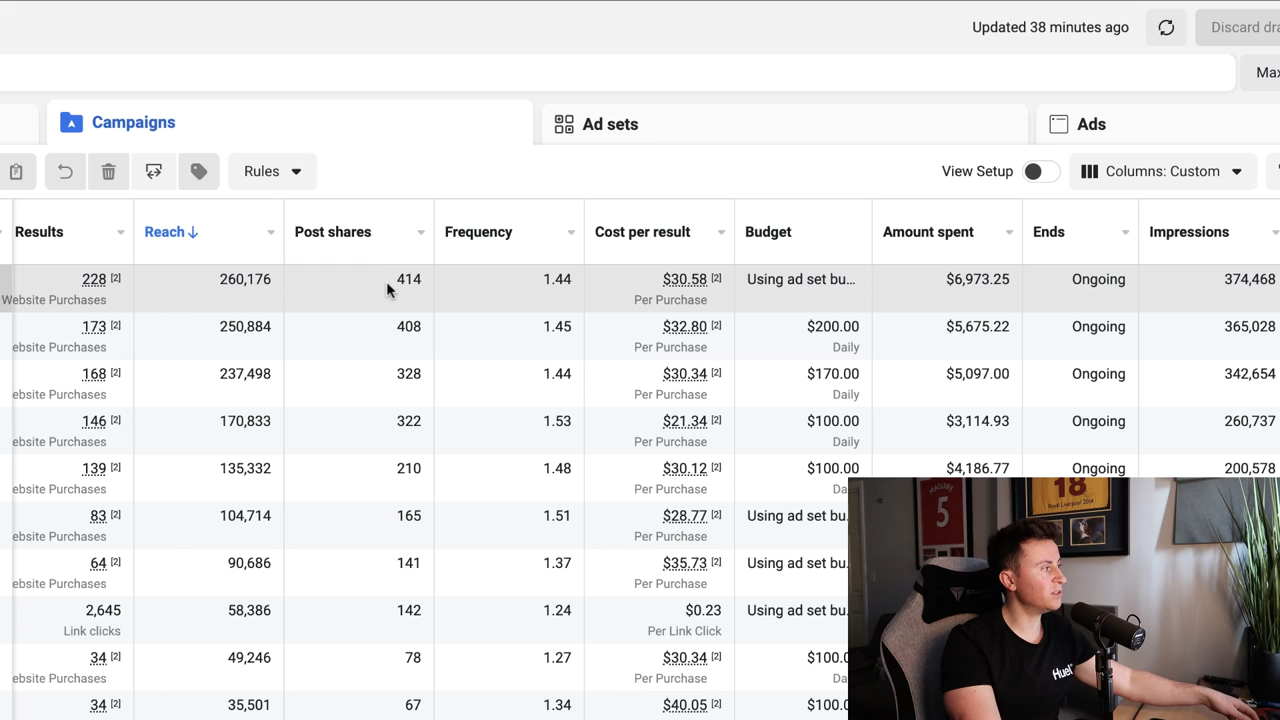 Updated 38 minutes ago
Discard dra
Max
Campaigns
Ad sets
Ads
Rules
View Setup
Columns: Custom
Results Reach Post shares Frequency Cost per result Budget Amount spent Ends Impressions
228 [2] 260,176 414 1.44 $30.58 [2] Using ad set bu... $6,973.25 Ongoing 374,468
Website Purchases Per Purchase
173 [2] 250,884 408 1.45 $32.80 [2] $200.00 $5,675.22 Ongoing 365,028
ebsite Purchases Per Purchase Daily
168 [2] 237,498 328 1.44 $30.34 [2] $170.00 $5,097.00 Ongoing 342,654
ebsite Purchases Per Purchase Daily
146 [2] 170,833 322 1.53 $21.34 [2] $100.00 $3,114.93 Ongoing 260,737
ebsite Purchases Per Purchase Daily
139 [2] 135,332 210 1.48 $30.12 [2] $100.00 $4,186.77 Ongoing 200,578
ebsite Purchases Per Purchase Da
83 [2] 104,714 165 1.51 $28.77 [2] Using ad set bu.
ebsite Purchases Per Purchase
64 [2] 90,686 141 1.37 $35.73 [2] Using ad set bu.
ebsite Purchases Per Purchase
2,645 58,386 142 1.24 $0.23 Using ad set bu.
Link clicks Per Link Click
34 [2] 49,246 78 1.27 $30.34 [2] $100.0
ebsite Purchases Per Purchase Da
34 [2] 35,501 67 1.34 $40.05 [2] $100.0
MAGUIRE
5
18
Huel